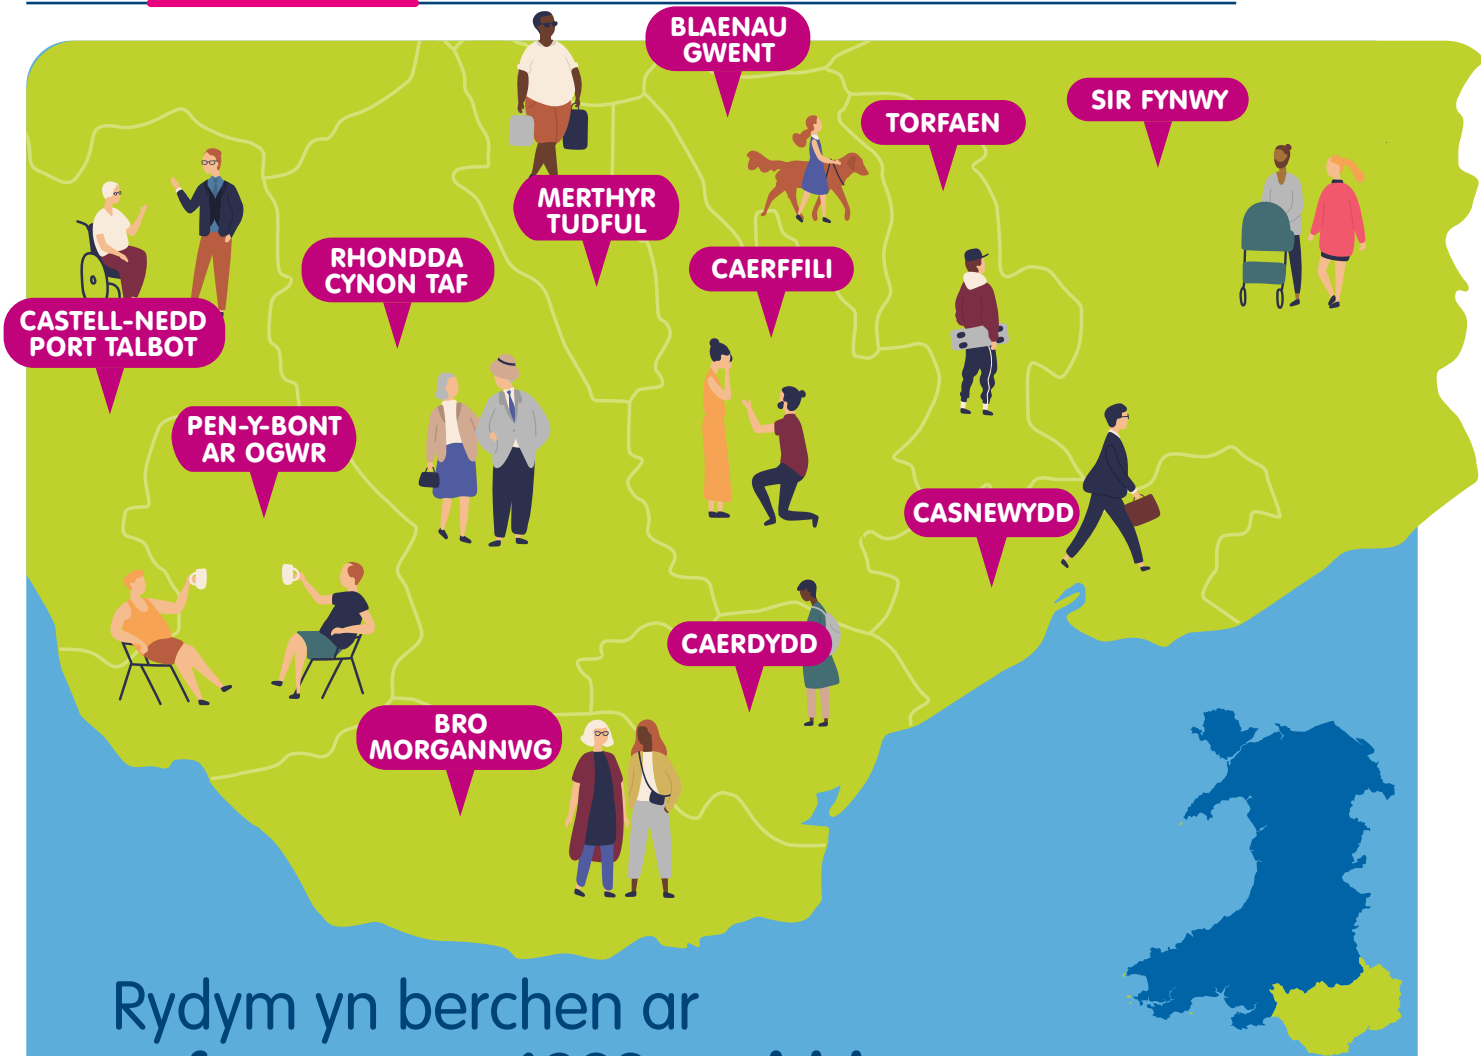 BLAENAU
GWENT
SIR FYNWY
TORFAEN
MERTHYR
TUDFUL
RHONDDA
CYNON TAF
CAERFFILI
CASTELL-NEDD
PORT TALBOT
PEN-Y-BONT
AR OGWR
CASNEWYDD
CAERDYDD
BRO
MORGANNWG
Rydym yn berchen ar